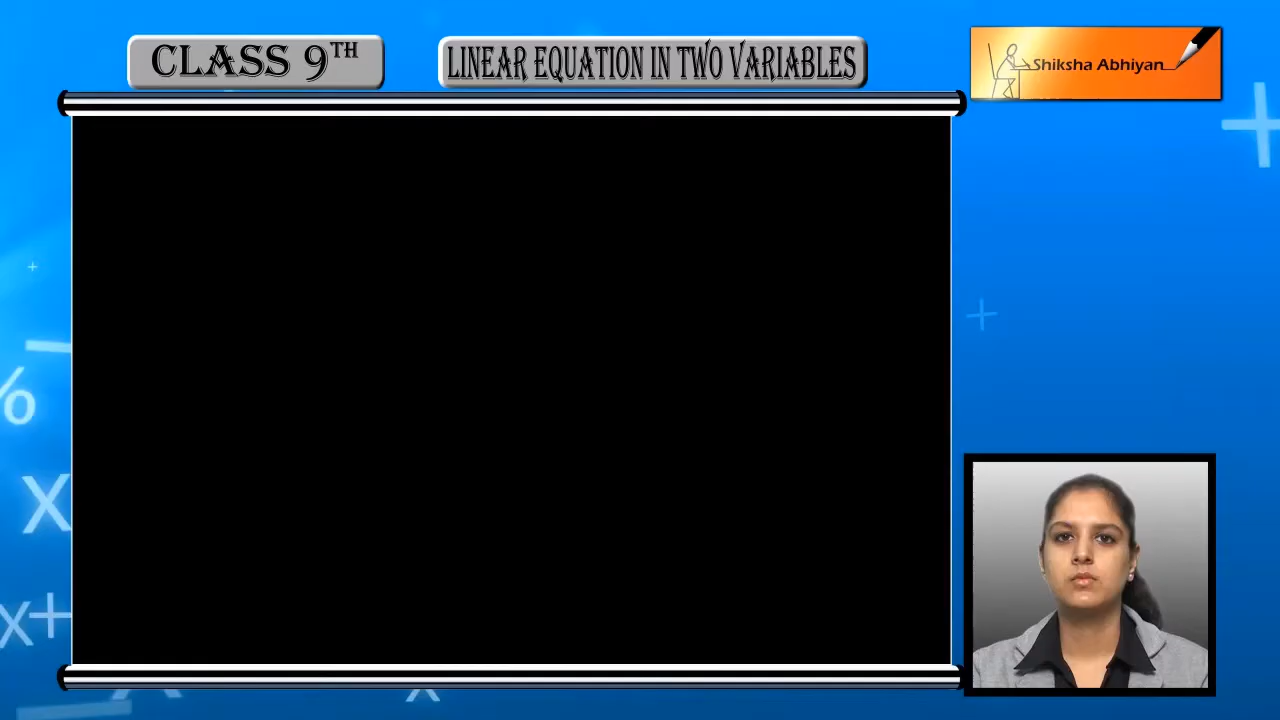 CLASS 9TH
LINEAR EQUATION IN TWO VARIABLES
Shiksha Abhiyan
%
X
X+